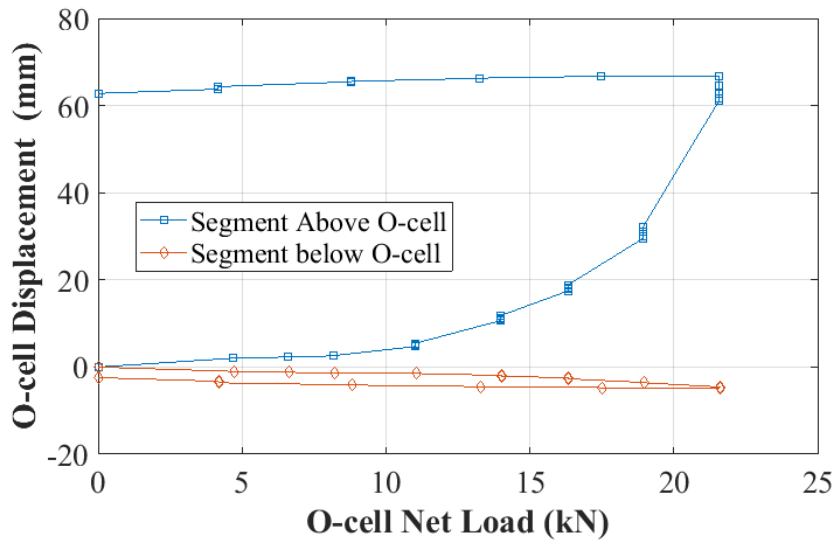 80
60
40
20
0
-20
O-cell Displacement (mm)
Segment Above O-cell
Segment below O-cell
0 5 10 15 20 25
O-cell Net Load (kN)